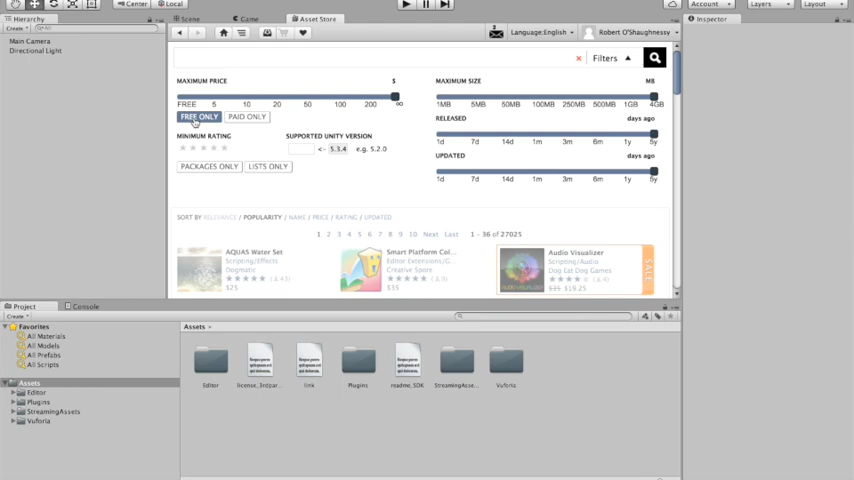 Center Local Account Layers Layout
Hierarchy Scene Game Asset Store Inspector
Create All
Language:English Robert O'Shaughnessy
Main Camera
Directional Light
Filters
MAXIMUM PRICE $ MAXIMUM SIZE MB
FREE 5 10 20 50 100 200 ∞ 1MB 5MB 50MB 100MB 250MB 500MB 1GB 4GB
FREE ONLY PAID ONLY RELEASED days ago
MINIMUM RATING SUPPORTED UNITY VERSION 1d 7d 14d 1m 3m 6m 1y 5y
<- 5.3.4 e.g. 5.2.0 UPDATED days ago
PACKAGES ONLY LISTS ONLY 1d 7d 14d 1m 3m 6m 1y 5y
SORT BY RELEVANCE / POPULARITY / NAME / PRICE / RATING / UPDATED
1 2 3 4 5 6 7 8 9 10 Next Last 1 - 36 of 27025
AQUAS Water Set
Scripting/Effects
Dogmatic
$25
Smart Platform Col...
Editor Extensions/G...
Creative Spore
$35
Audio Visualizer
Scripting/Audio
Dog Eat Dog Games
$35 $19.25
SALE
Project Console
Create
Favorites
All Materials
All Models
All Prefabs
All Scripts
Assets
Editor
Plugins
StreamingAssets
Vuforia
Assets
Editor license_3rdpar... link Plugins readme_SDK StreamingAsse... Vuforia